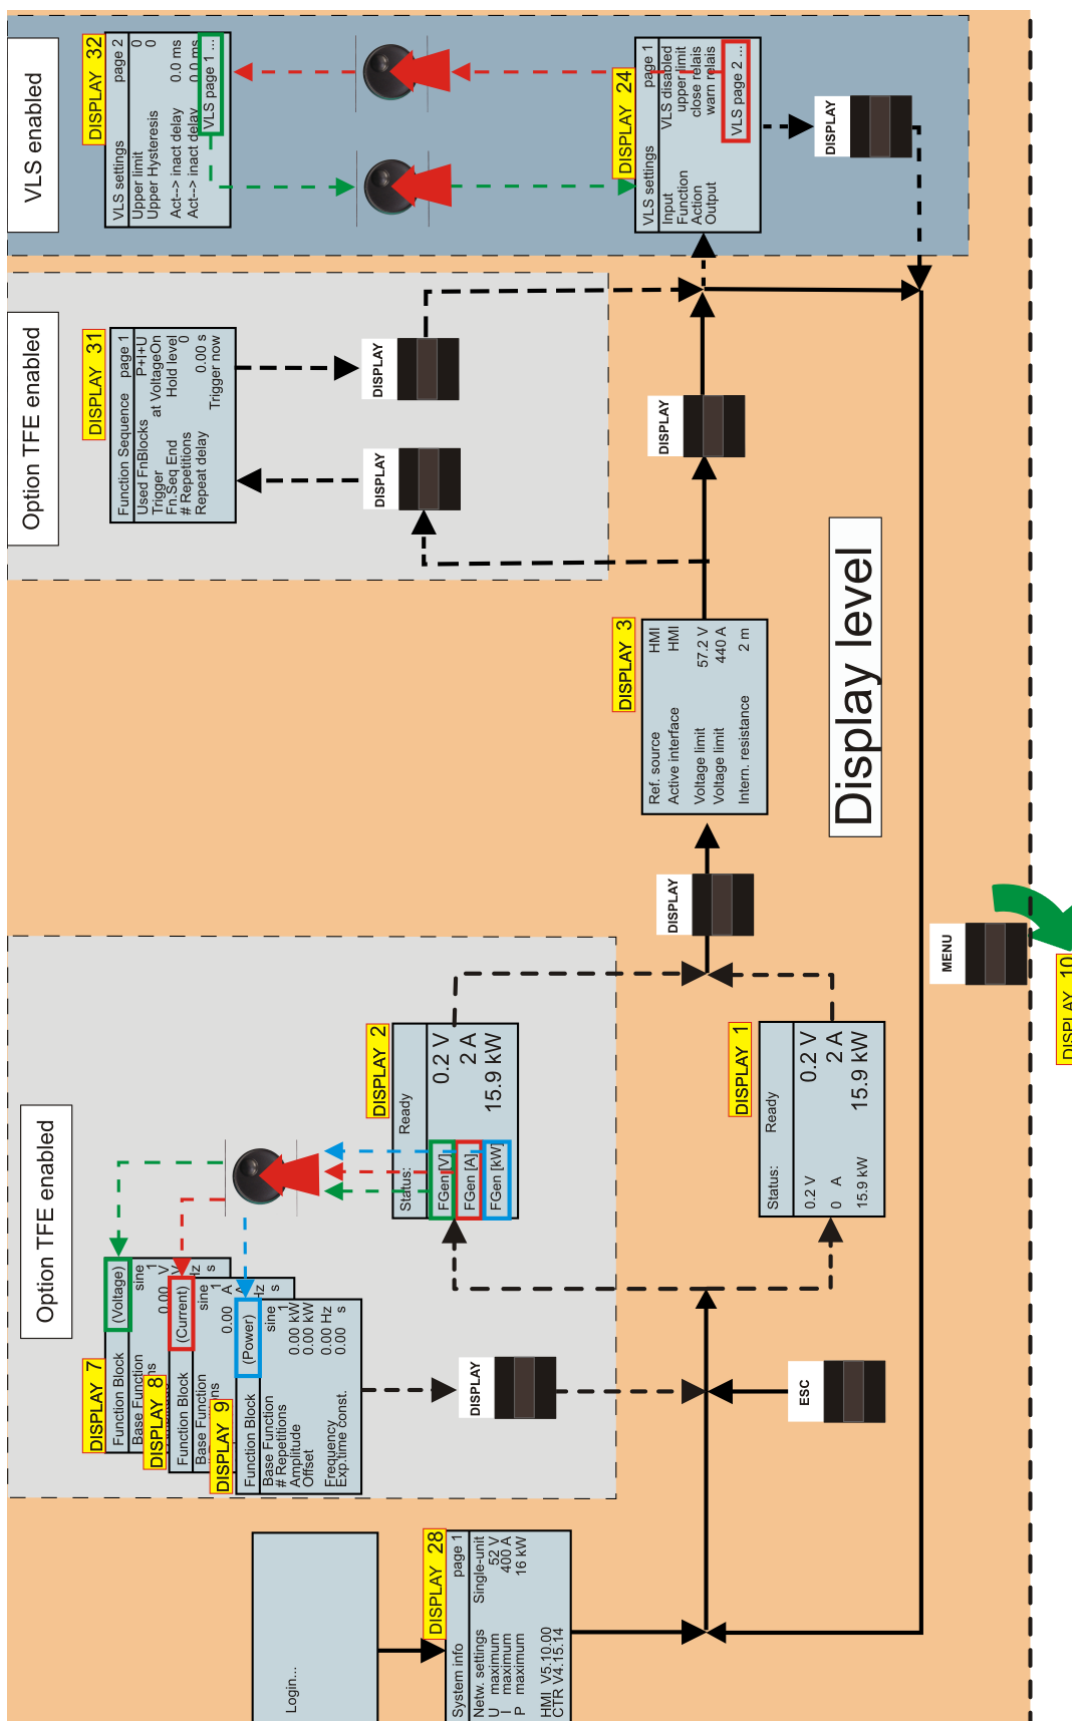 Login...
DISPLAY 28
System info page 1
Netw. settings Single-unit
U maximum 52 V
I maximum 400 A
P maximum 16 kW
HMI V5.10.00
CTR V4.15.14
Option TFE enabled
DISPLAY 7
Function Block (Voltage)
Base Function sine
1
0.00 V
V
Hz
s
DISPLAY 8
Function Block (Current)
Base Function sine
1
0.00 A
A
Hz
s
DISPLAY 9
Function Block (Power)
Base Function sine
# Repetitions 1
Amplitude 0.00 kW
Offset 0.00 kW
Frequency 0.00 Hz
Exp.time const. 0.00 s
DISPLAY
ESC
DISPLAY 2
Status: Ready
FGen [V] 0.2 V
FGen [A] 2 A
FGen [kW] 15.9 kW
DISPLAY 1
Status: Ready
0.2 V 0.2 V
0 A 2 A
15.9 kW 15.9 kW
DISPLAY
MENU
DISPLAY 10
DISPLAY 3
Ref. source HMI
Active interface HMI
Voltage limit 57.2 V
Voltage limit 440 A
Intern. resistance 2 m
Display level
Option TFE enabled
DISPLAY 31
Function Sequence page 1
Used FnBlocks P+I+U
Trigger at VoltageOn
Fn.Seq End Hold level
# Repetitions 0
Repeat delay 0.00 s
Trigger now
DISPLAY
DISPLAY
DISPLAY
VLS enabled
DISPLAY 32
VLS settings page 2
Upper limit 0
Upper Hysteresis 0
Act--> inact delay 0.0 ms
Act--> inact delay 0.0 ms
VLS page 1 ...
DISPLAY 24
VLS settings page 1
Input VLS disabled
Function upper limit
Action close relais
Output warn relais
VLS page 2 ...
DISPLAY